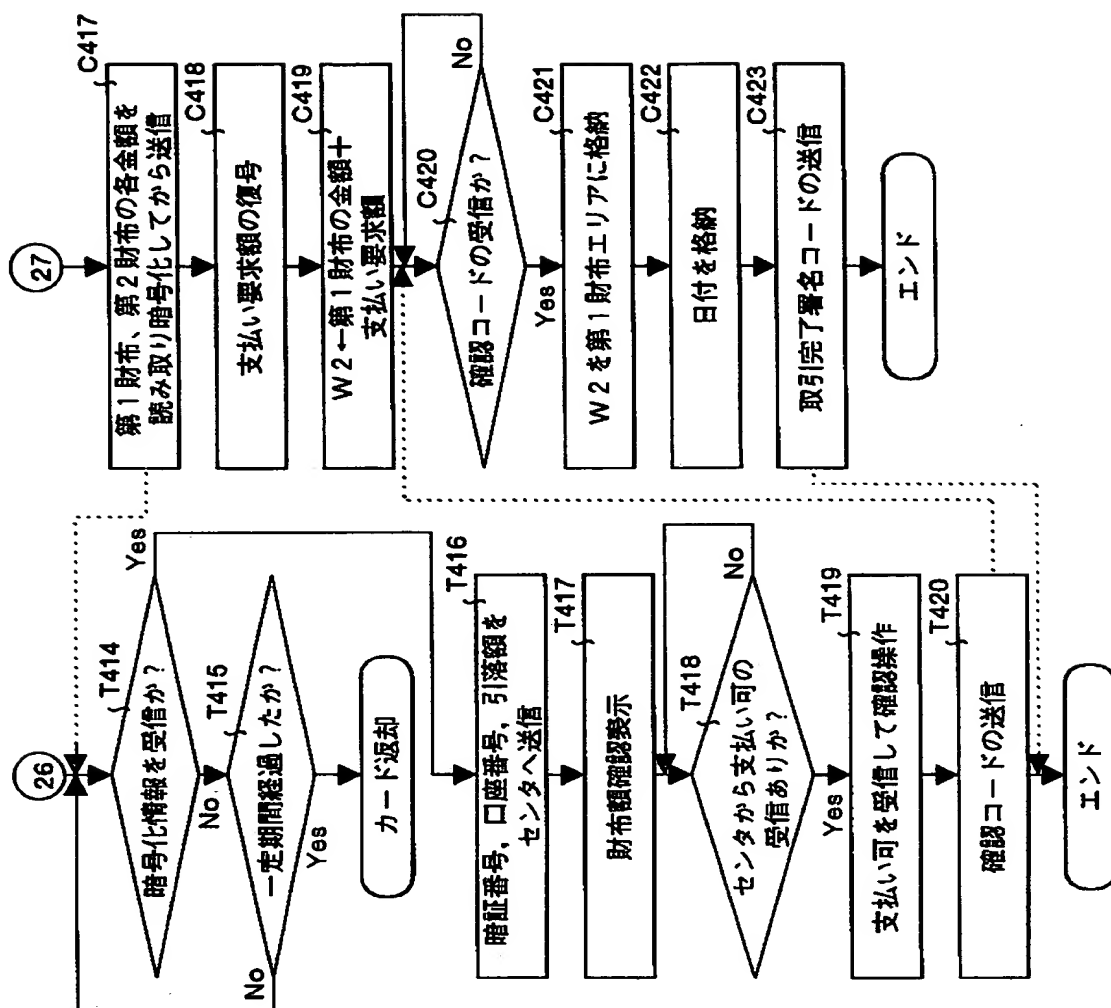 26
暗号化情報を受信か？
T414
Yes
No
一定期間経過したか？
T415
No
Yes
カード返却
暗証番号，口座番号，引落額を
センタへ送信
T416
財布額確認表示
T417
センタから支払い可の
受信ありか？
T418
No
Yes
支払い可を受信して確認操作
T419
確認コードの送信
T420
エンド
27
第１財布、第２財布の各金額を
読み取り暗号化してから送信
C417
支払い要求額の復号
C418
W２←第１財布の金額＋
支払い要求額
C419
確認コードの受信か？
C420
No
Yes
W２を第１財布エリアに格納
C421
日付を格納
C422
取引完了署名コードの送信
C423
エンド